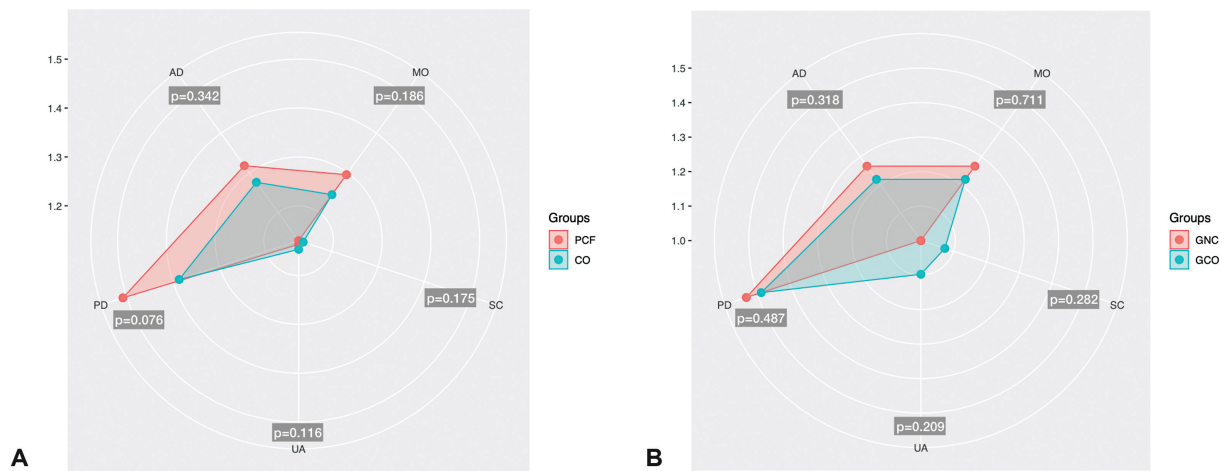 1.5
1.4
1.3
1.2
AD
p=0.342
MO
p=0.186
PD
p=0.076
SC
p=0.175
p=0.116
UA
Groups
PCF
CO
A
1.5
1.4
1.3
1.2
1.1
1.0
AD
p=0.318
MO
p=0.711
PD
p=0.487
p=0.282
SC
p=0.209
UA
Groups
GNC
GCO
B